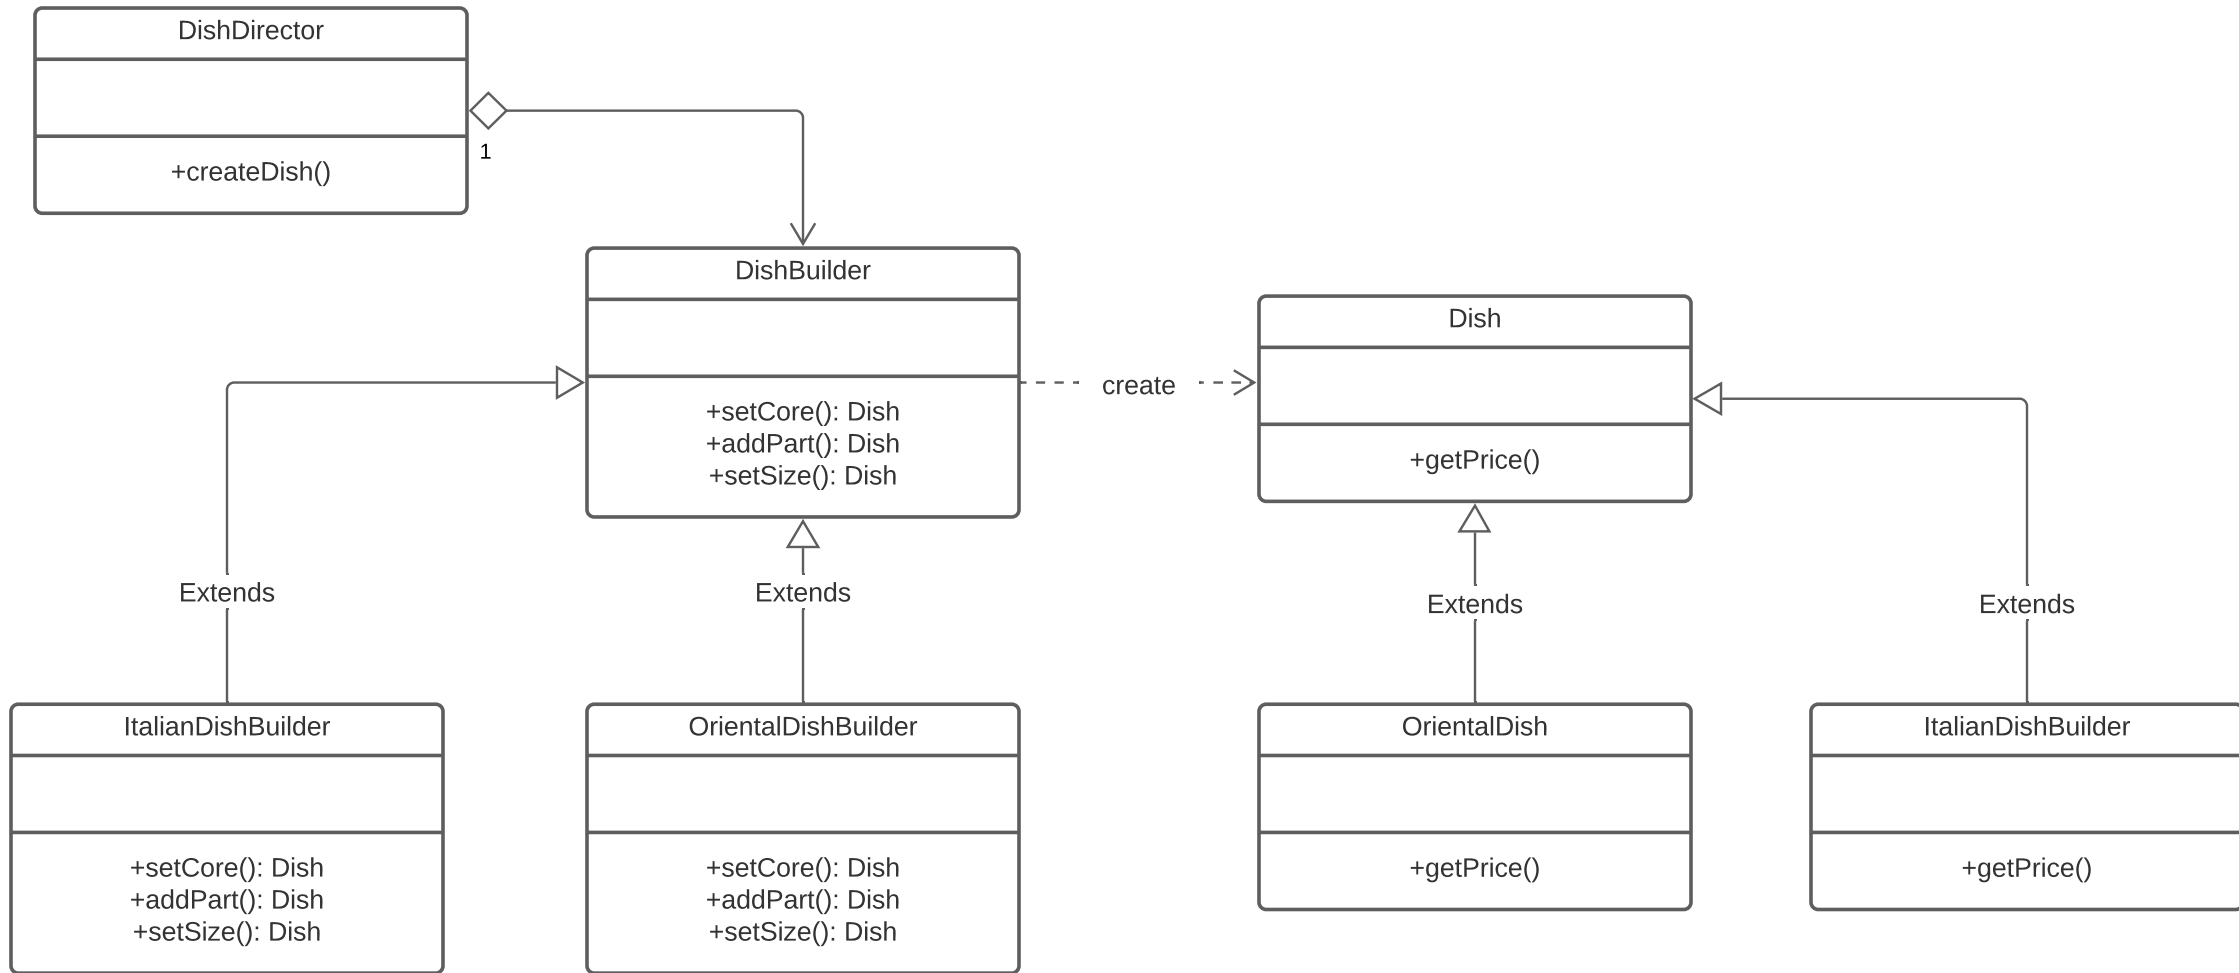 DishDirector
+createDish()
1
DishBuilder
+setCore(): Dish
+addPart(): Dish
+setSize(): Dish
create
Dish
+getPrice()
Extends
Extends
Extends
Extends
ItalianDishBuilder
+setCore(): Dish
+addPart(): Dish
+setSize(): Dish
OrientalDishBuilder
+setCore(): Dish
+addPart(): Dish
+setSize(): Dish
OrientalDish
+getPrice()
ItalianDishBuilder
+getPrice()